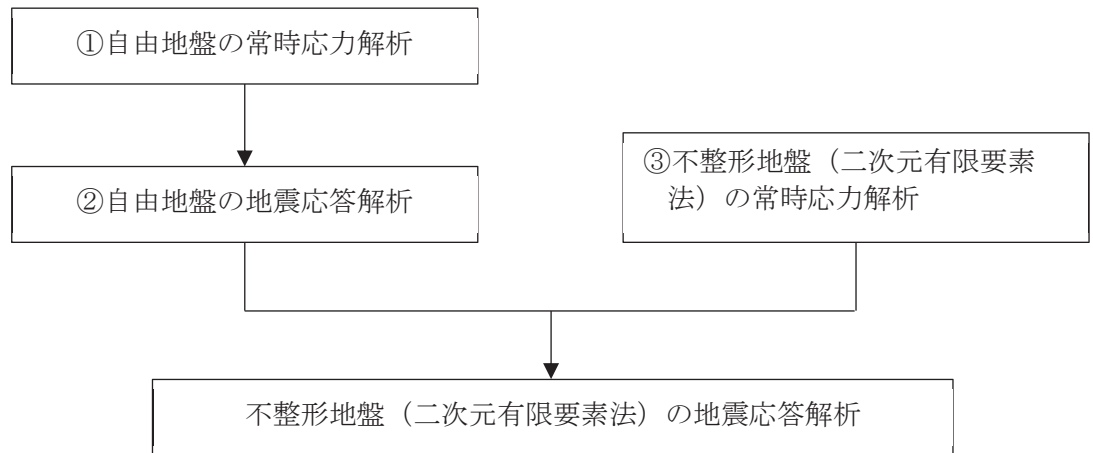 ①自由地盤の常時応力解析
②自由地盤の地震応答解析
③不整形地盤（二次元有限要素
法）の常時応力解析
不整形地盤（二次元有限要素法）の地震応答解析